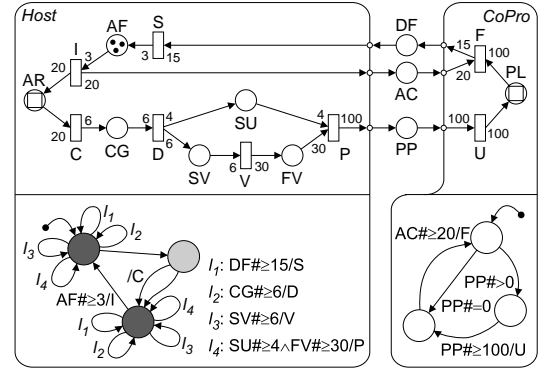 Host
CoPro
AF
S
DF
F
I
3
3
15
15
100
AR
20
AC
20
PL
20
6
6
4
SU
4
100
100
100
C
CG
D
6
6
30
30
P
PP
U
SV
V
FV
I1
I2
I3
I4
/C
AF#≥3/I
I1
I2
I3
I4
I1: DF#≥15/S
I2: CG#≥6/D
I3: SV#≥6/V
I4: SU#≥4∧FV#≥30/P
AC#≥20/F
PP#>0
PP#=0
PP#≥100/U